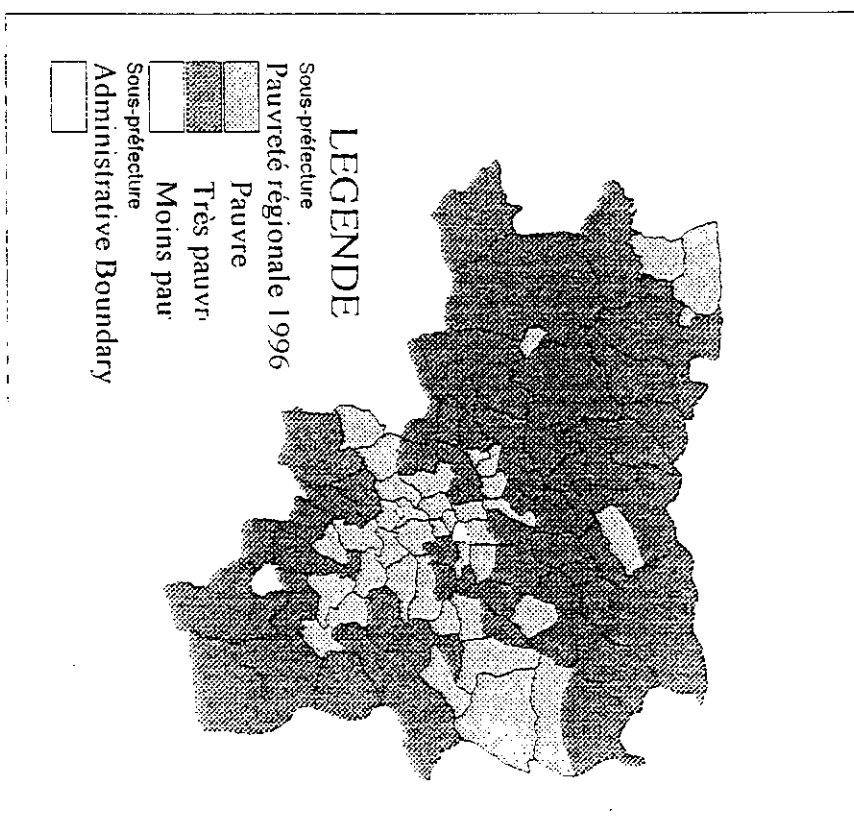 LEGENDE
Sous-préfecture
Pauvreté régionale 1996
Pauvre
Très pauvr
Moins pau
Sous-préfecture
Administrative Boundary